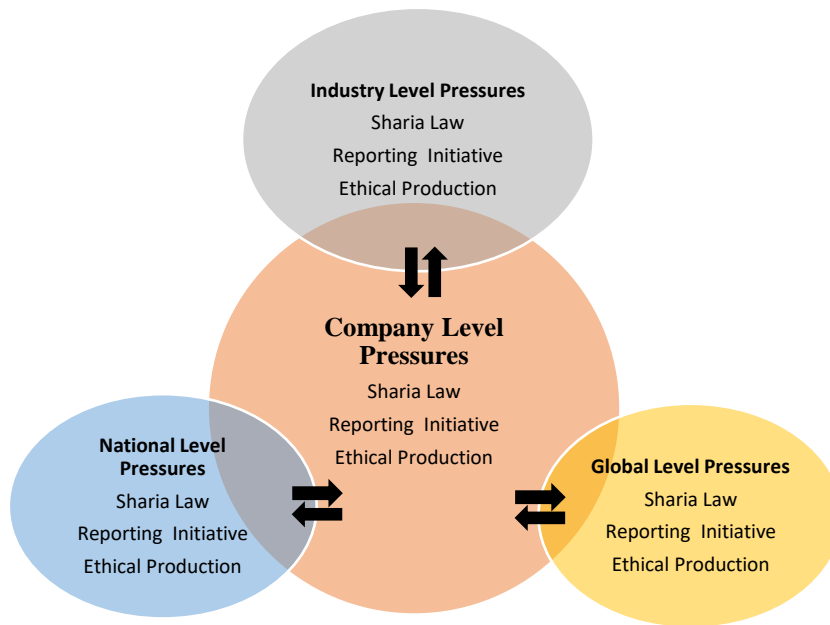 Industry Level Pressures
Sharia Law
Reporting Initiative
Ethical Production
Company Level
Pressures
Sharia Law
Reporting Initiative
Ethical Production
National Level
Pressures
Sharia Law
Reporting Initiative
Ethical Production
Global Level Pressures
Sharia Law
Reporting Initiative
Ethical Production